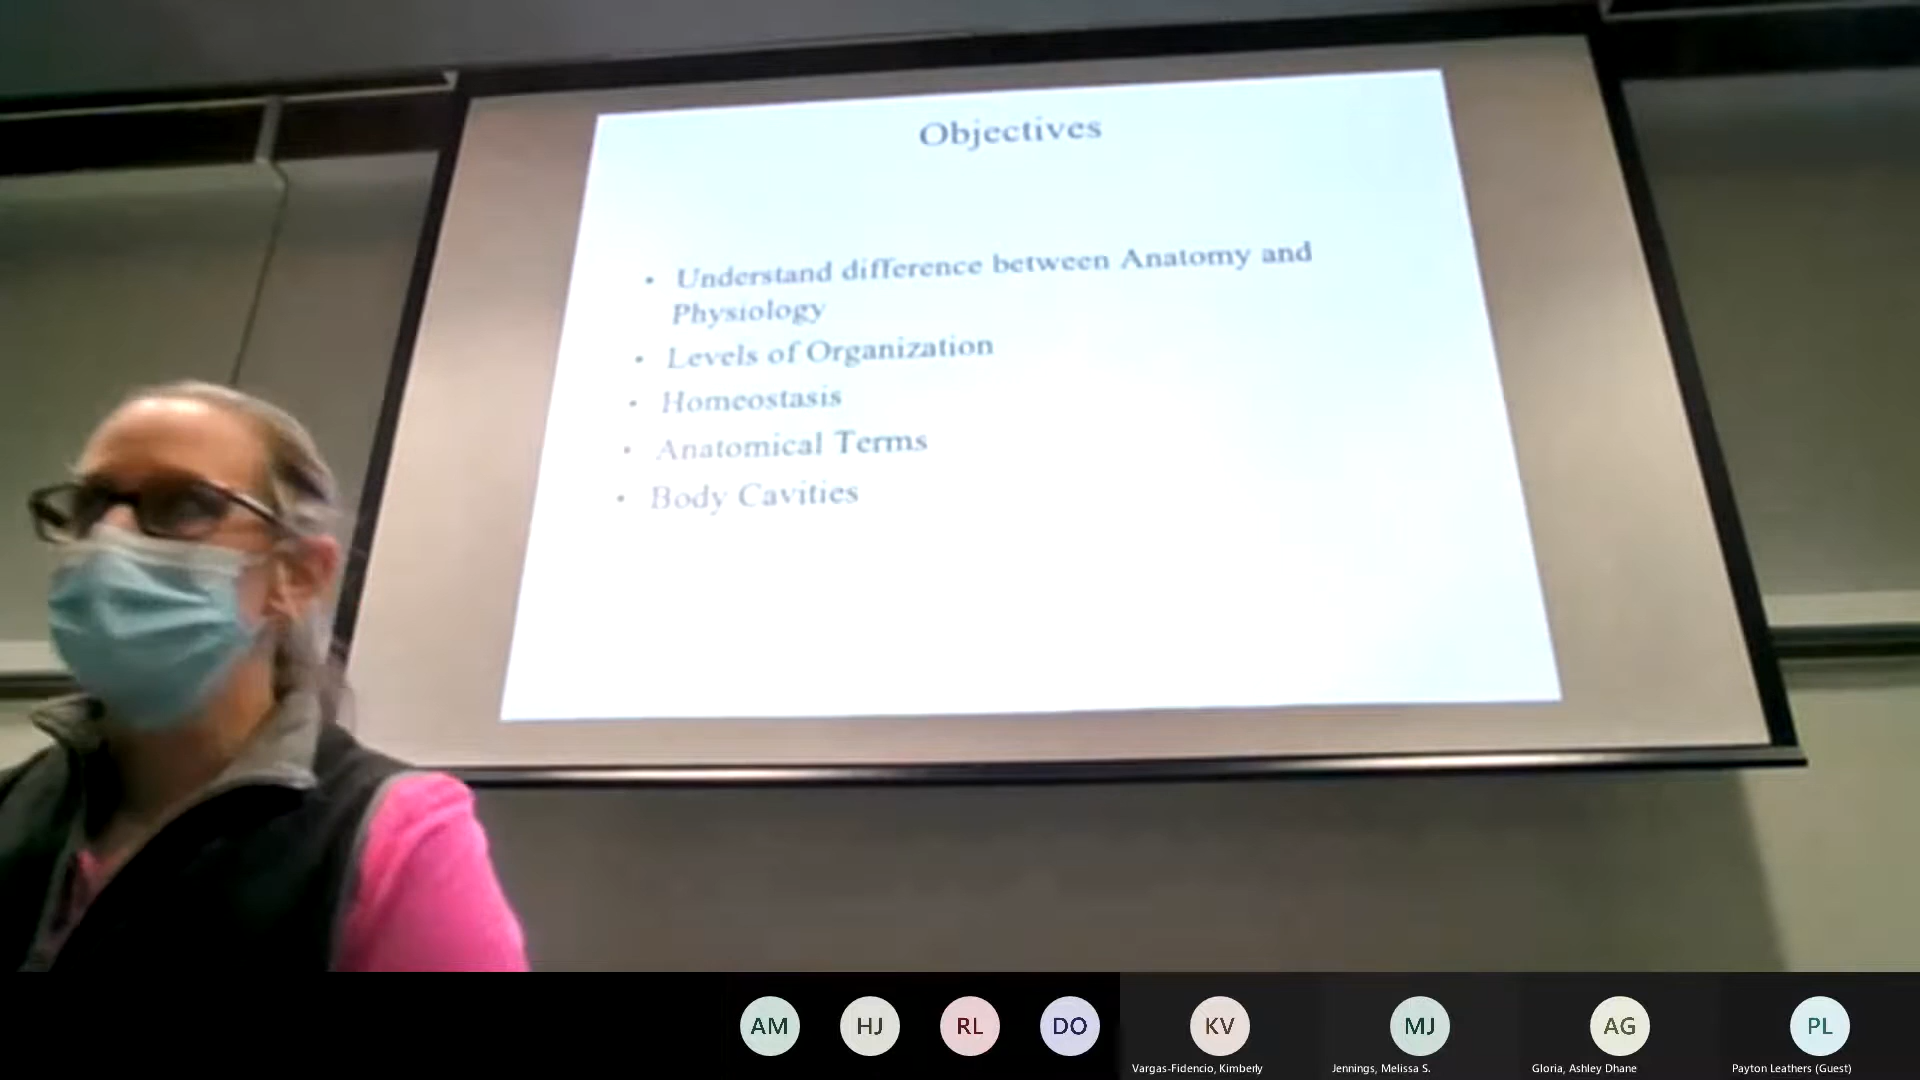 Objectives
• Understand difference between Anatomy and
Physiology
• Levels of Organization
• Homeostasis
• Anatomical Terms
• Body Cavities
AM HJ RL DO KV MJ AG PL
Vargas-Fidencio, Kimberly Jennings, Melissa S. Gloria, Ashley Dhane Payton Leathers (Guest)